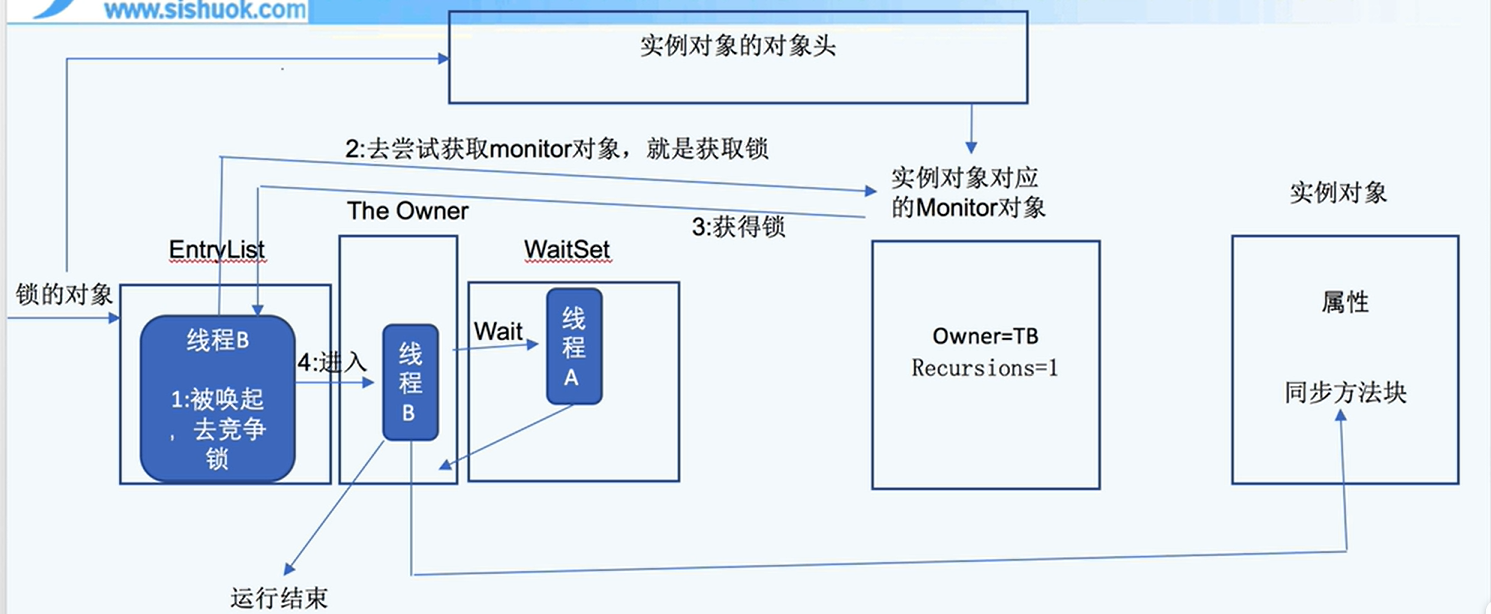 www.sishuok.com
实例对象的对象头
2:去尝试获取monitor对象，就是获取锁
实例对象对应
的Monitor对象
实例对象
The Owner
3:获得锁
EntryList
WaitSet
锁的对象
线程B
1:被唤起
，去竞争
锁
4:进入
线
程
B
Wait
线
程
A
Owner=TB
Recursions=1
属性
同步方法块
运行结束